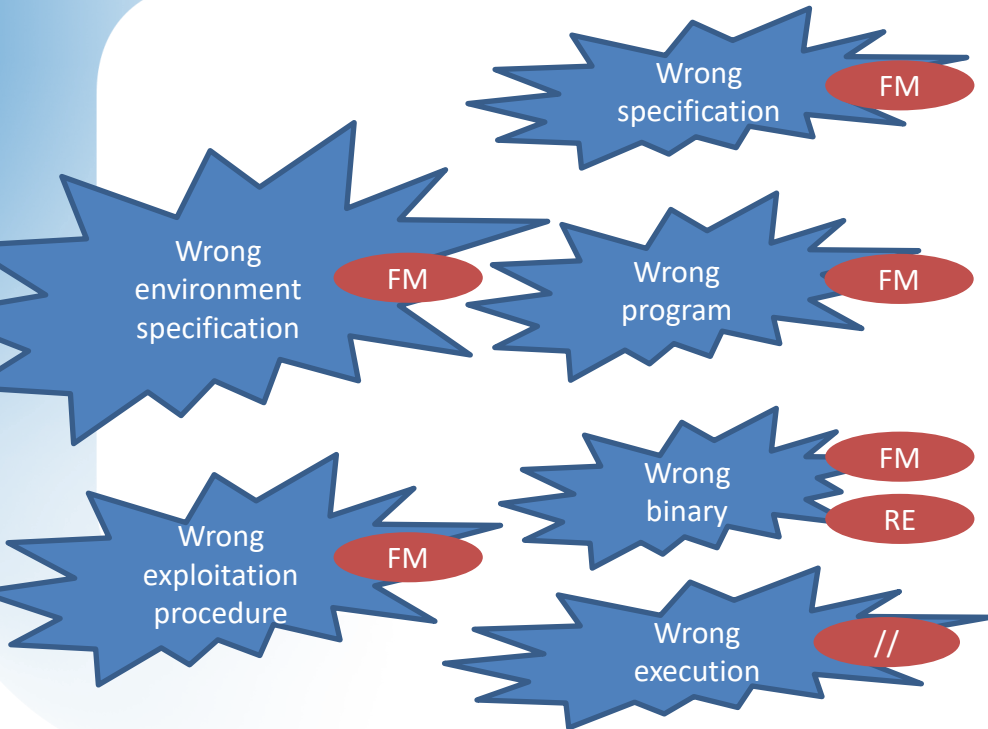 Wrong
specification
FM
Wrong
environment
specification
FM
Wrong
program
FM
Wrong
binary
FM
RE
Wrong
exploitation
procedure
FM
Wrong
execution
//